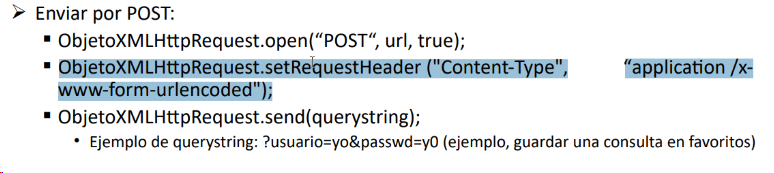 ➢ Enviar por POST:
▪ ObjetoXMLHttpRequest.open(“POST“, url, true);
▪ ObjetoXMLHttpRequest.setRequestHeader ("Content-Type", “application /x-
www-form-urlencoded");
▪ ObjetoXMLHttpRequest.send(querystring);
• Ejemplo de querystring: ?usuario=yo&passwd=y0 (ejemplo, guardar una consulta en favoritos)